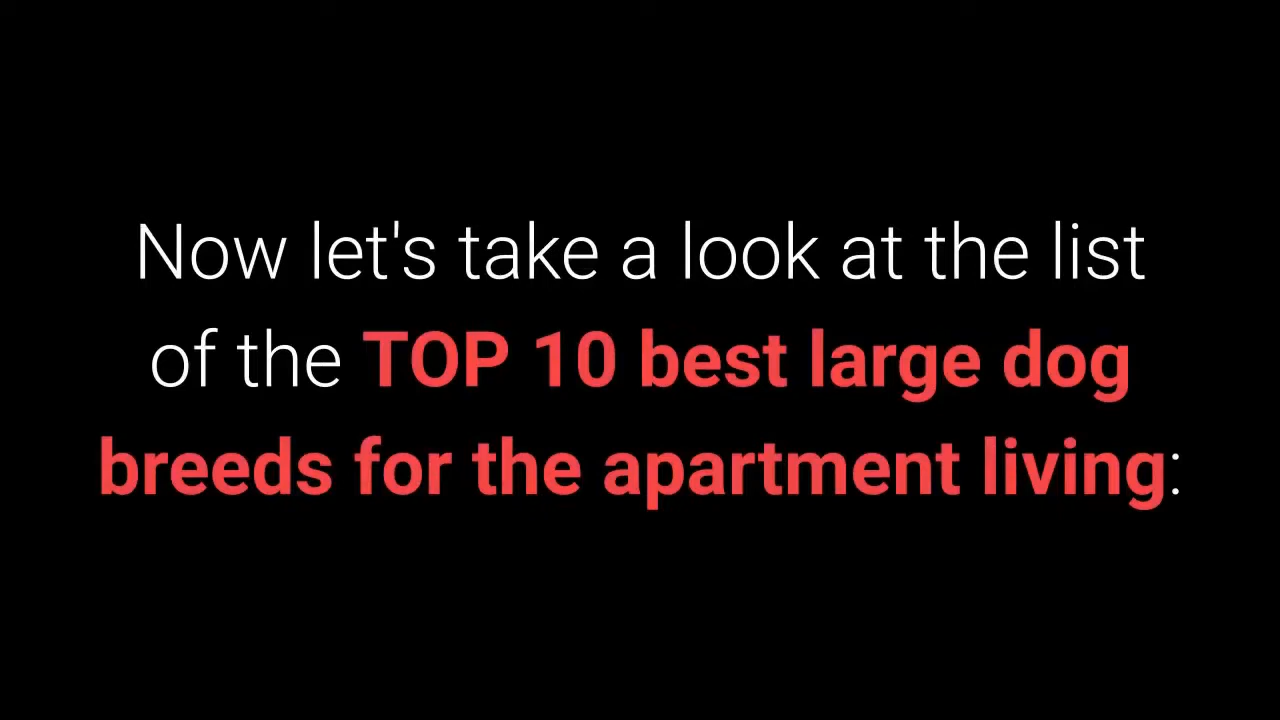 Now let's take a look at the list
of the TOP 10 best large dog
breeds for the apartment living: